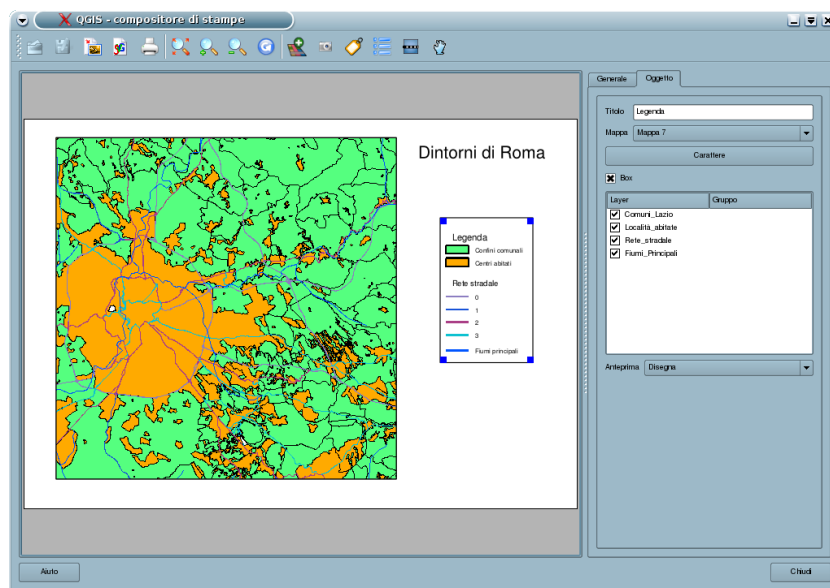 QGIS - compositore di stampe
Generale Oggetto
Titolo Legenda
Mappa Mappa 7
Carattere
Box
Layer Gruppo
Comuni_Lazio
Località_abitate
Rete_stradale
Fiumi_Principali
Anteprima Disegna
Dintorni di Roma
Legenda
Confini comunali
Centri abitati
Rete stradale
0
1
2
3
Fiumi principali
Aiuto
Chiudi